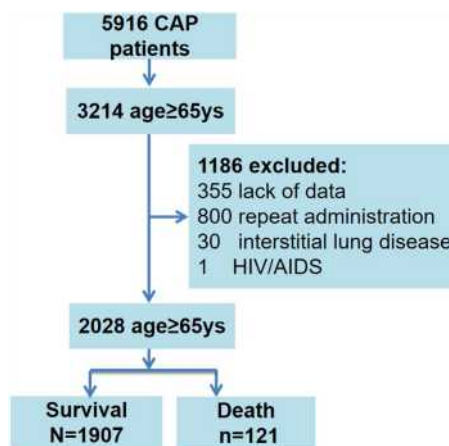 5916 CAP
patients
3214 age≥65ys
1186 excluded:
355 lack of data
800 repeat administration
30 interstitial lung disease
1 HIV/AIDS
2028 age≥65ys
Survival
N=1907
Death
n=121